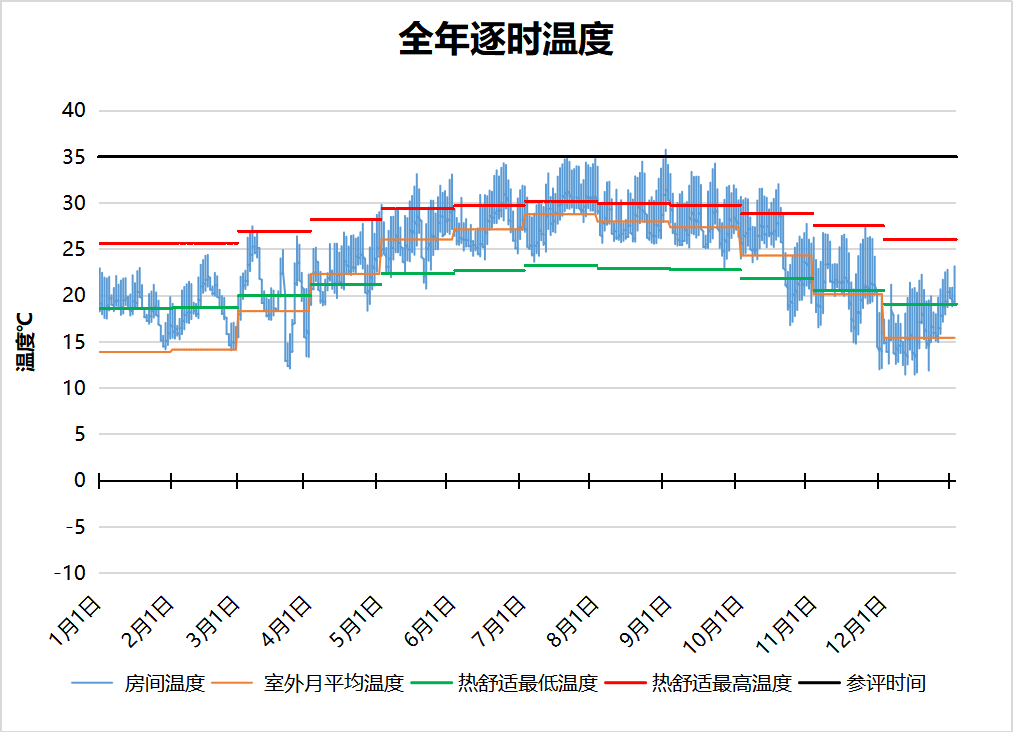 全年逐时温度
40
35
30
25
20
15
10
5
0
-5
-10
温度℃
1月1日
2月1日
3月1日
4月1日
5月1日
6月1日
7月1日
8月1日
9月1日
10月1日
11月1日
12月1日
房间温度 室外月平均温度 热舒适最低温度 热舒适最高温度 参评时间